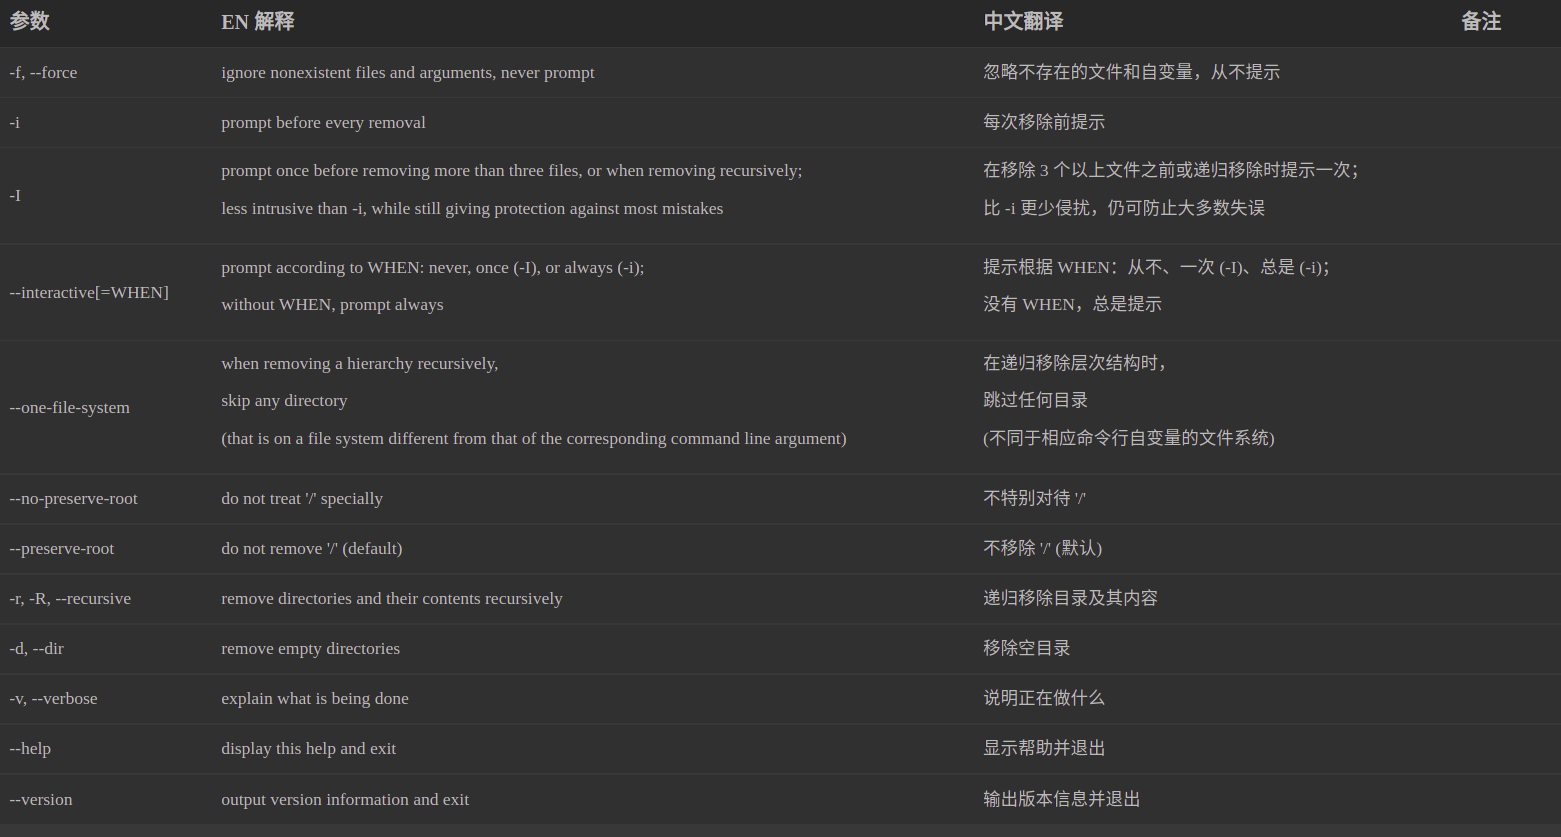 参数 EN 解释 中文翻译 备注
-f, --force ignore nonexistent files and arguments, never prompt 忽略不存在的文件和自变量，从不提示
-i prompt before every removal 每次移除前提示
-I
prompt once before removing more than three files, or when removing recursively;
less intrusive than -i, while still giving protection against most mistakes
在移除 3 个以上文件之前或递归移除时提示一次；
比 -i 更少侵扰，仍可防止大多数失误
--interactive[=WHEN]
prompt according to WHEN: never, once (-I), or always (-i);
without WHEN, prompt always
提示根据 WHEN：从不、一次 (-I)、总是 (-i)；
没有 WHEN，总是提示
--one-file-system
when removing a hierarchy recursively,
skip any directory
(that is on a file system different from that of the corresponding command line argument)
在递归移除层次结构时，
跳过任何目录
(不同于相应命令行自变量的文件系统)
--no-preserve-root do not treat '/' specially 不特别对待 '/'
--preserve-root do not remove '/' (default) 不移除 '/' (默认)
-r, -R, --recursive remove directories and their contents recursively 递归移除目录及其内容
-d, --dir remove empty directories 移除空目录
-v, --verbose explain what is being done 说明正在做什么
--help display this help and exit 显示帮助并退出
--version output version information and exit 输出版本信息并退出